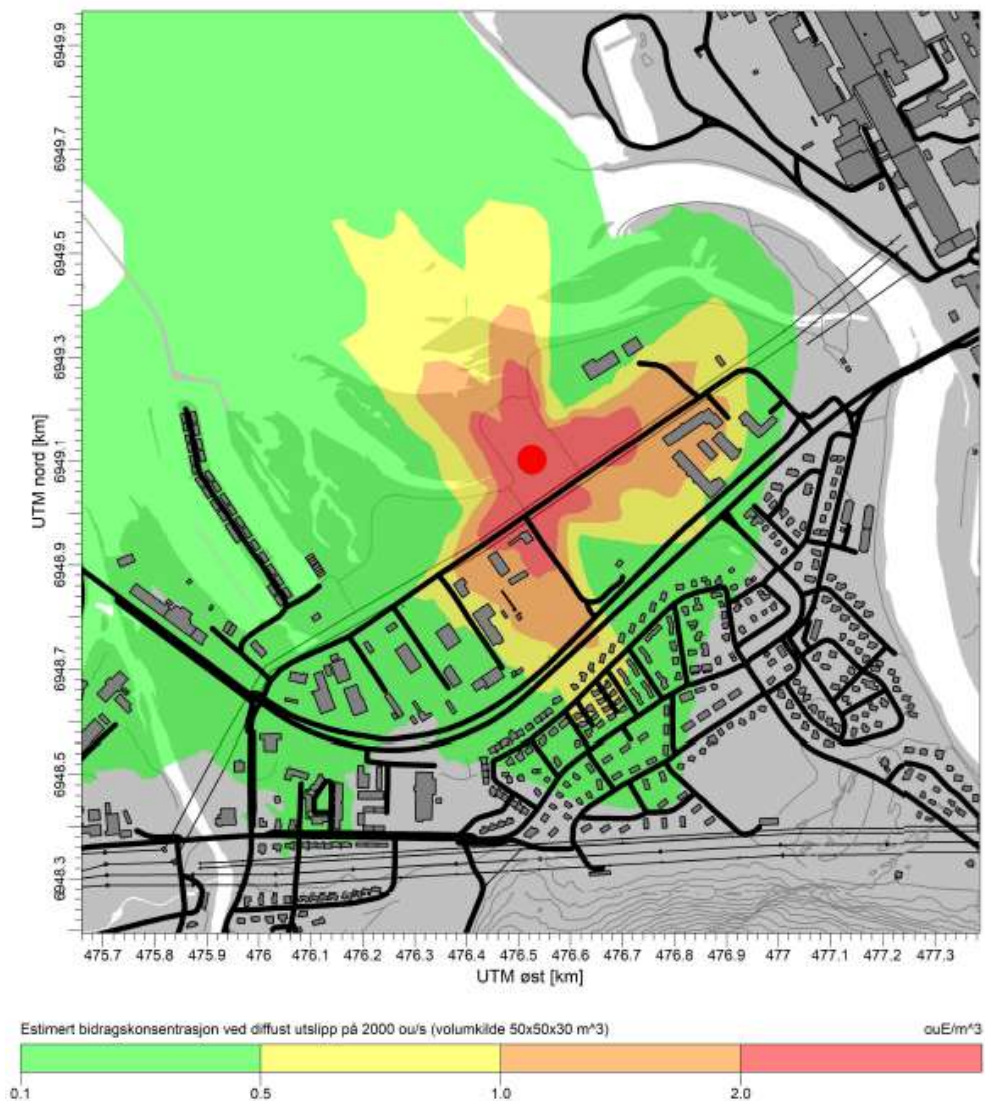 6949.9
6949.7
6949.5
6949.3
6949.1
6948.9
6948.7
6948.5
6948.3
UTM nord [km]
475.7 475.8 475.9 476 476.1 476.2 476.3 476.4 476.5 476.6 476.7 476.8 476.9 477 477.1 477.2 477.3
UTM øst [km]
Estimert bidragskonsentrasjon ved diffust utslipp på 2000 ou/s (volumkilde 50x50x30 m^3) ouE/m^3
0.1 0.5 1.0 2.0